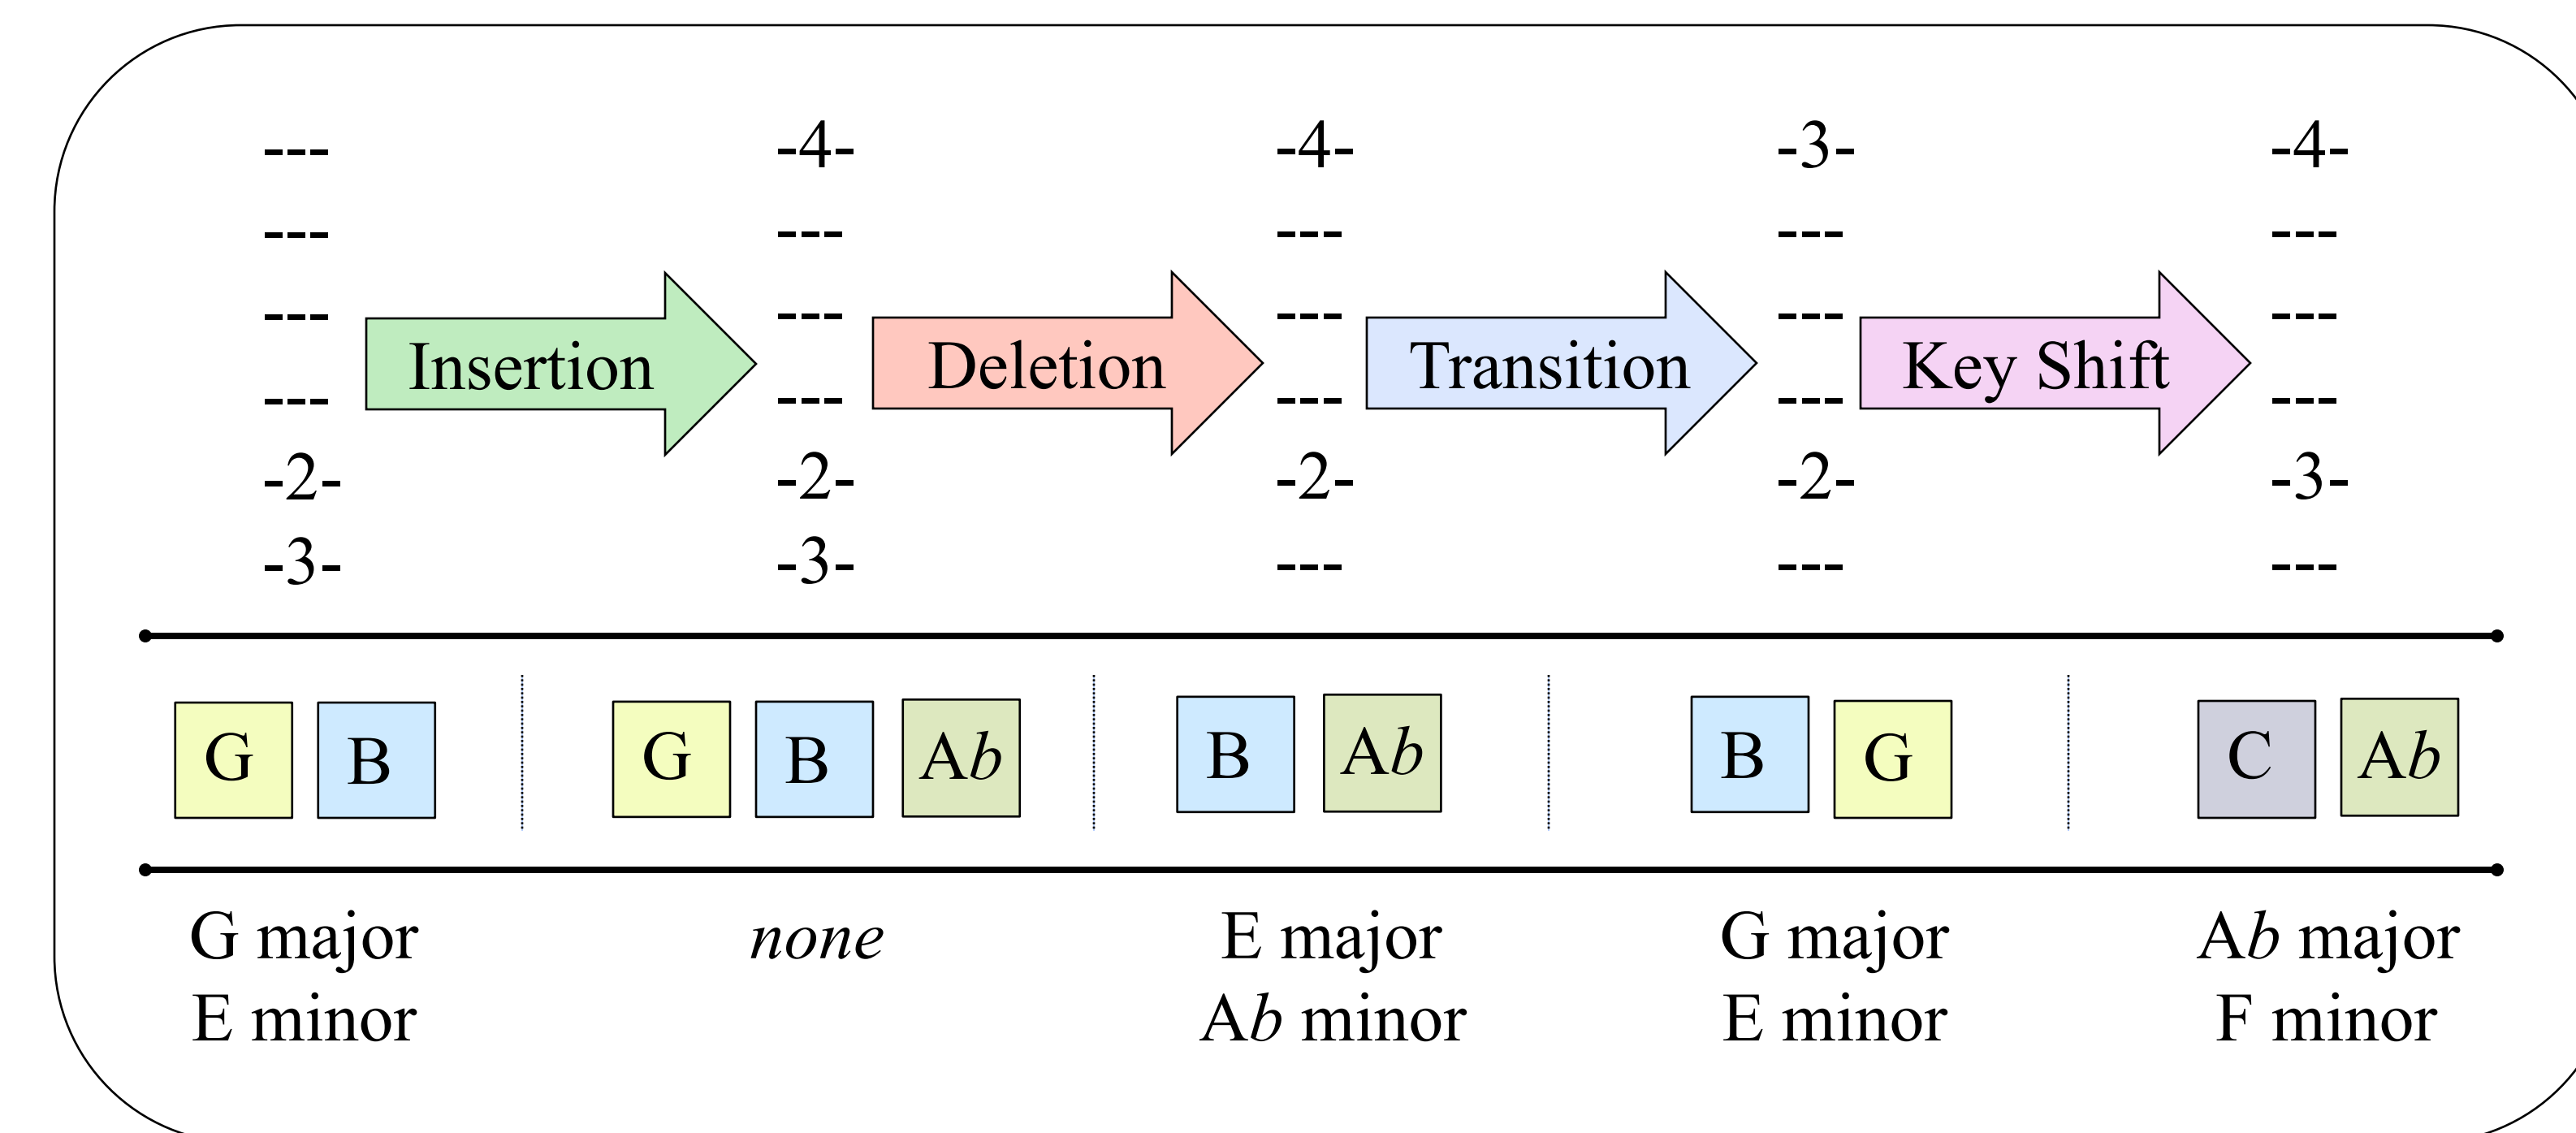 --- -4- -4- -3- -4-
--- --- --- --- ---
--- --- --- --- ---
Insertion Deletion Transition Key Shift
--- --- --- --- ---
-2- -2- -2- -2- -3-
-3- -3- --- --- ---
G B G B Ab B Ab B G C Ab
G major none E major G major Ab major
E minor Ab minor E minor F minor